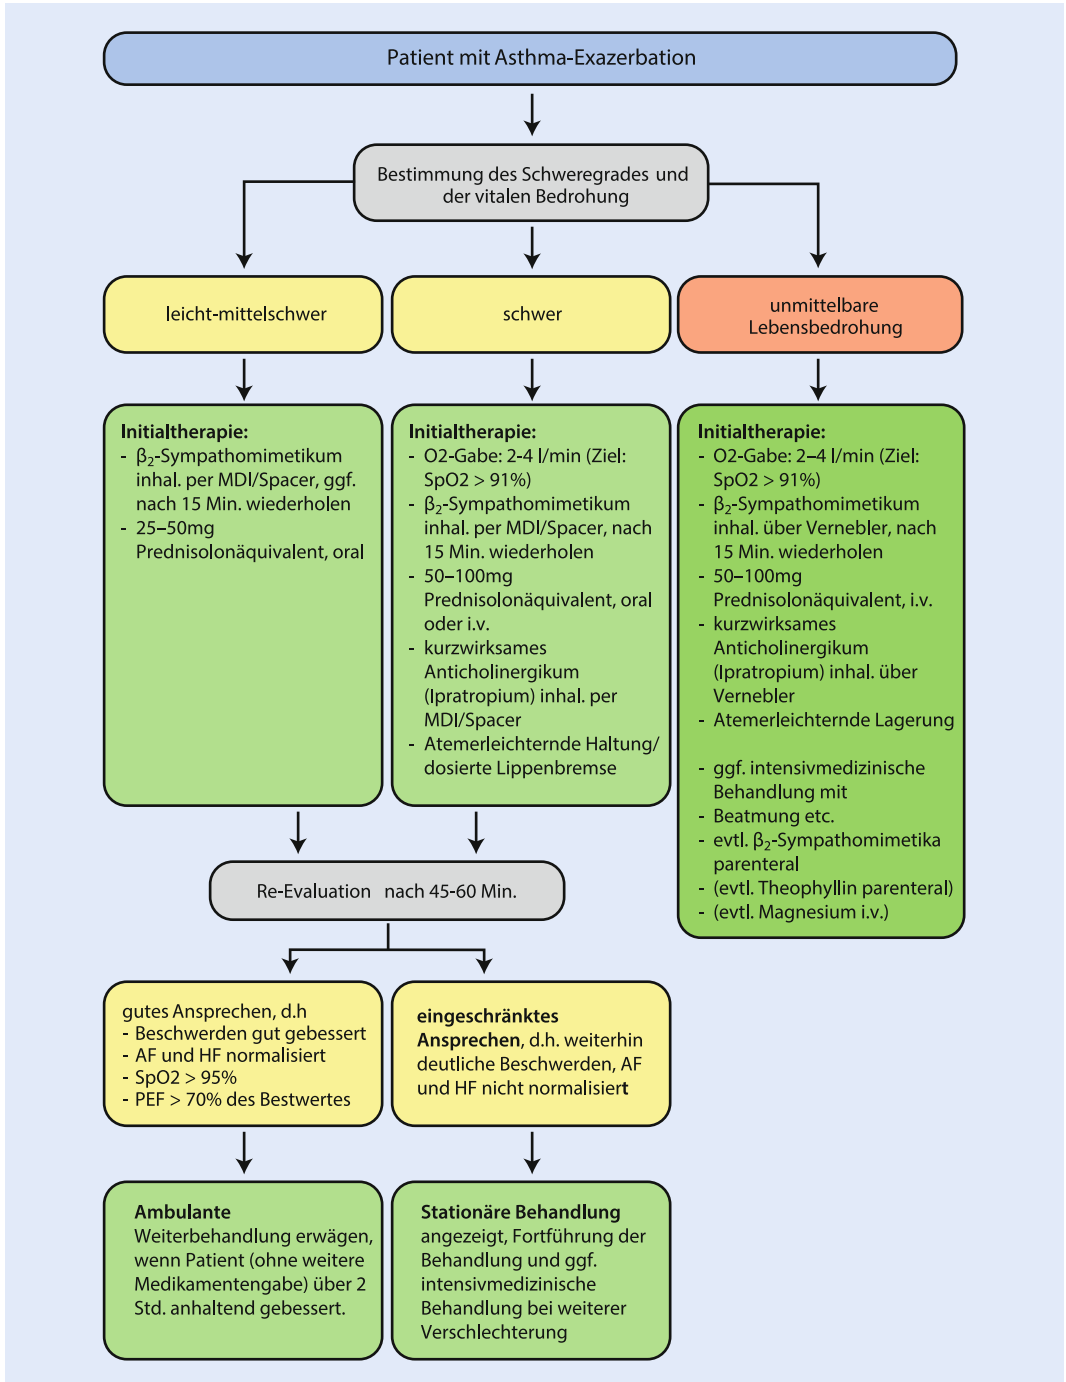 Patient mit Asthma-Exazerbation
Bestimmung des Schweregrades und
der vitalen Bedrohung
leicht-mittelschwer
schwer
unmittelbare
Lebensbedrohung
Initialtherapie:
- β₂-Sympathomimetikum
inhal. per MDI/Spacer, ggf.
nach 15 Min. wiederholen
- 25–50mg
Prednisolonäquivalent, oral
Initialtherapie:
- O2-Gabe: 2-4 l/min (Ziel:
SpO2 > 91%)
- β₂-Sympathomimetikum
inhal. per MDI/Spacer, nach
15 Min. wiederholen
- 50–100mg
Prednisolonäquivalent, oral
oder i.v.
- kurzwirksames
Anticholinergikum
(Ipratropium) inhal. per
MDI/Spacer
- Atemerleichternde Haltung/
dosierte Lippenbremse
Initialtherapie:
- O2-Gabe: 2–4 l/min (Ziel:
SpO2 > 91%)
- β₂-Sympathomimetikum
inhal. über Vernebler, nach
15 Min. wiederholen
- 50–100mg
Prednisolonäquivalent, i.v.
- kurzwirksames
Anticholinergikum
(Ipratropium) inhal. über
Vernebler
- Atemerleichternde Lagerung
- ggf. intensivmedizinische
Behandlung mit
- Beatmung etc.
- evtl. β₂-Sympathomimetika
parenteral
- (evtl. Theophyllin parenteral)
- (evtl. Magnesium i.v.)
Re-Evaluation nach 45-60 Min.
gutes Ansprechen, d.h
- Beschwerden gut gebessert
- AF und HF normalisiert
- SpO2 > 95%
- PEF > 70% des Bestwertes
eingeschränktes
Ansprechen, d.h. weiterhin
deutliche Beschwerden, AF
und HF nicht normalisiert
Ambulante
Weiterbehandlung erwägen,
wenn Patient (ohne weitere
Medikamentengabe) über 2
Std. anhaltend gebessert.
Stationäre Behandlung
angezeigt, Fortführung der
Behandlung und ggf.
intensivmedizinische
Behandlung bei weiterer
Verschlechterung